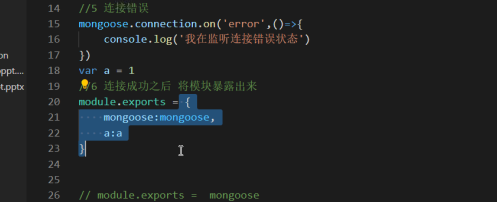 14 //5 连接错误
15 mongoose.connection.on('error',()=>{
16 console.log('我在监听连接错误状态')
17 })
18 var a = 1
19 //6 连接成功之后 将模块暴露出来
20 module.exports = {
21 mongoose:mongoose,
22 a:a
23 }
24
25
26 // module.exports = mongoose
on
ppt....
t.pptx